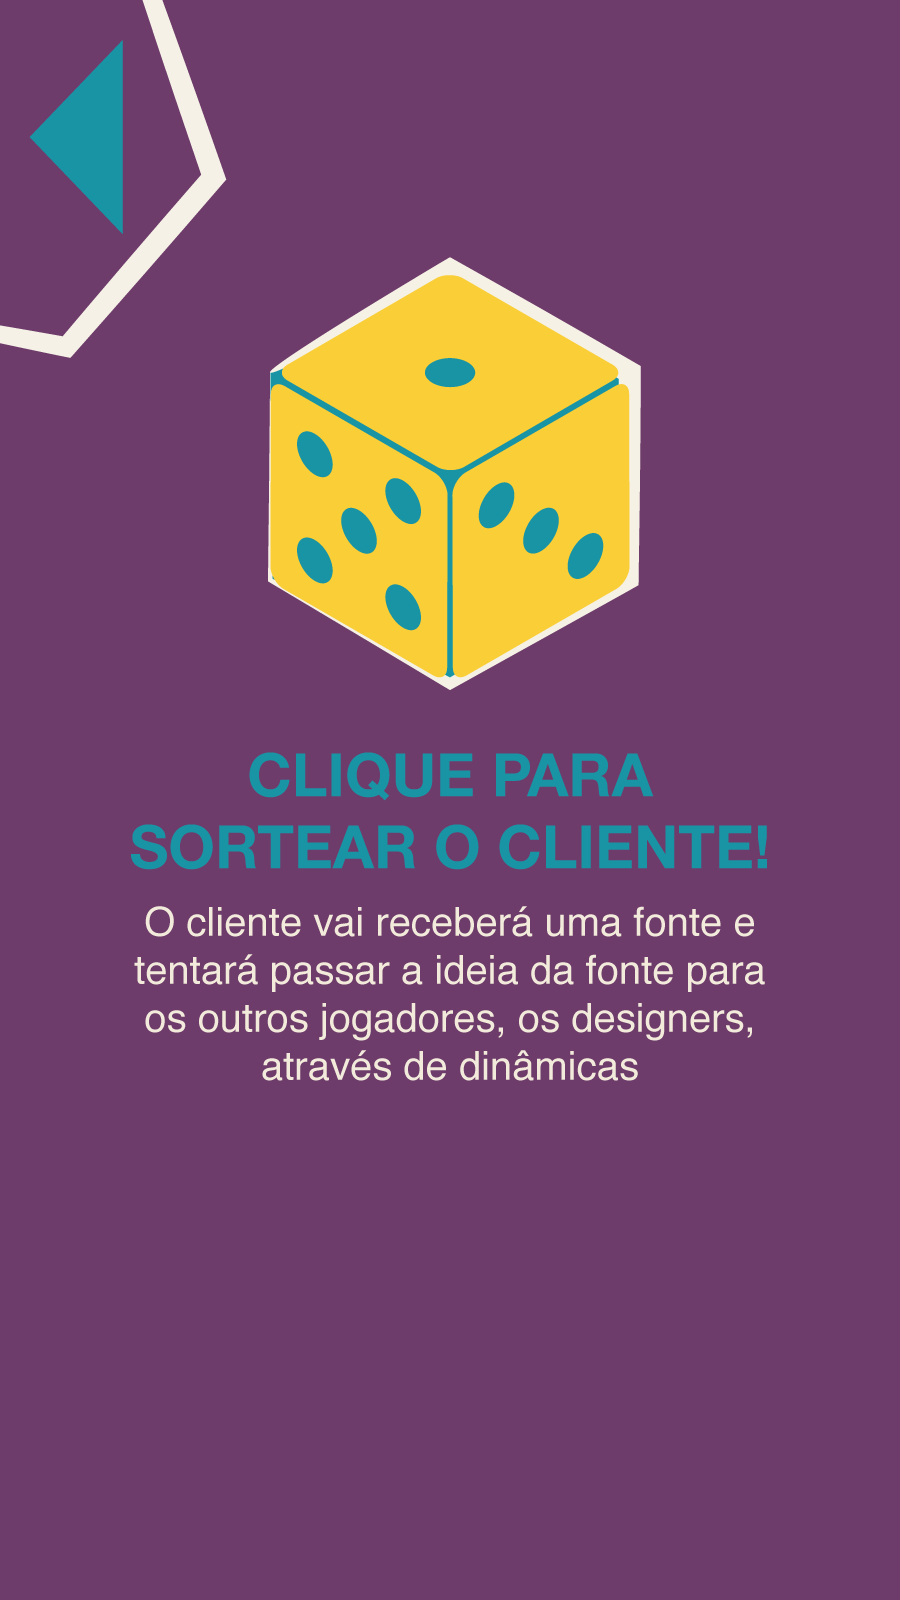 CLIQUE PARA
SORTEAR O CLIENTE!
O cliente vai receberá uma fonte e
tentará passar a ideia da fonte para
os outros jogadores, os designers,
através de dinâmicas